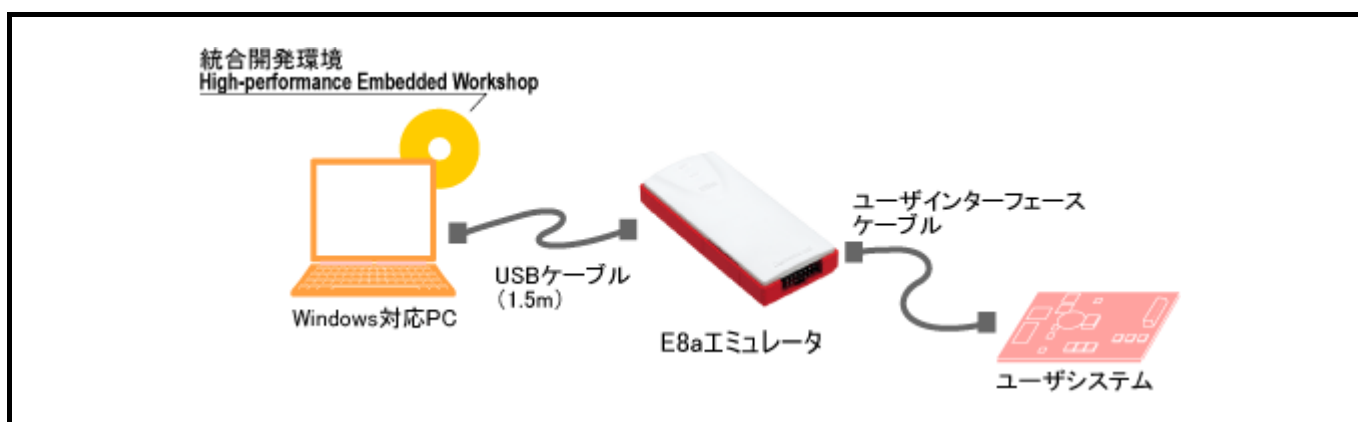 統合開発環境
High-performance Embedded Workshop
USBケーブル
（1.5m）
Windows対応PC
E8aエミュレータ
ユーザインターフェース
ケーブル
ユーザシステム